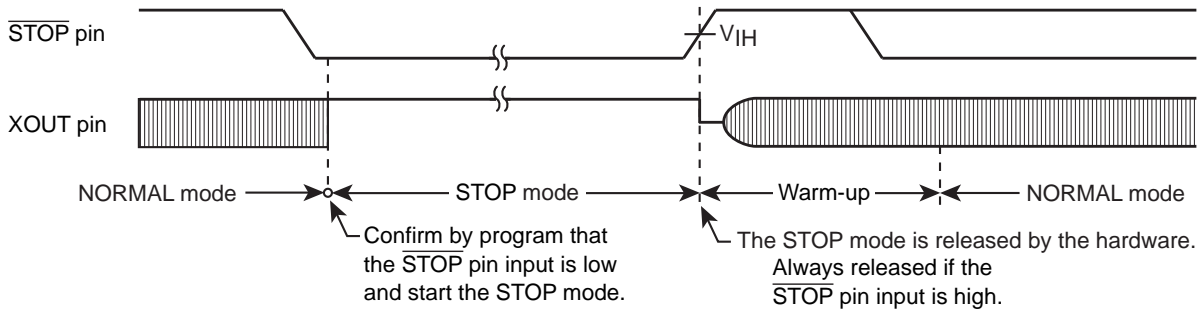 STOP pin
VIH
XOUT pin
NORMAL mode
STOP mode
Warm-up
NORMAL mode
Confirm by program that
the STOP pin input is low
and start the STOP mode.
The STOP mode is released by the hardware.
Always released if the
STOP pin input is high.